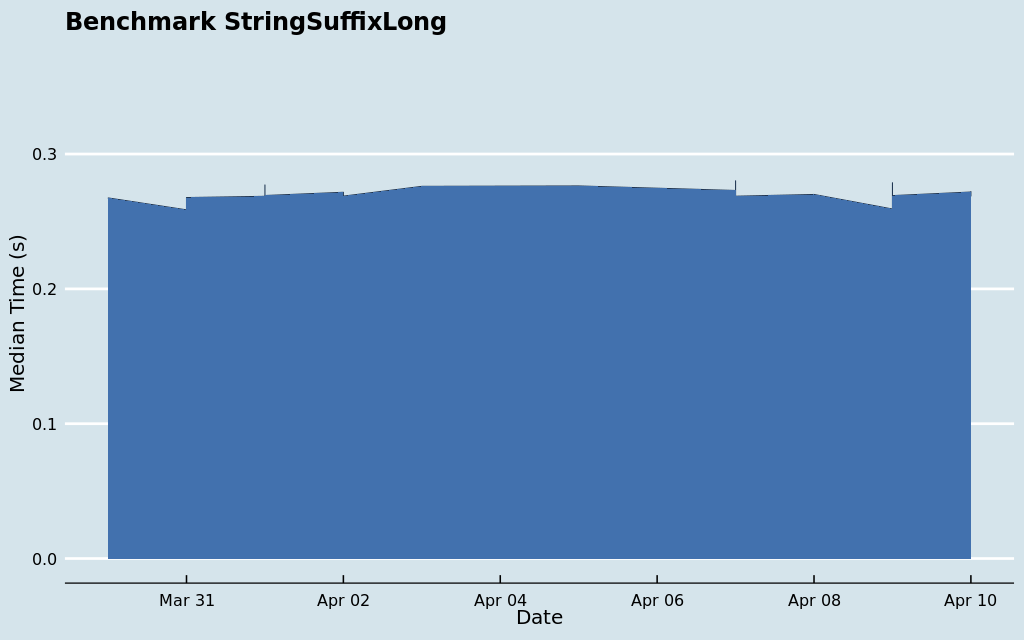 Benchmark StringSuffixLong
Median Time (s)
0.3
0.2
0.1
0.0
Mar 31 Apr 02 Apr 04 Apr 06 Apr 08 Apr 10
Date